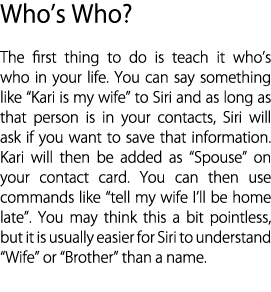 Who's Who?
The first thing to do is teach it who's
who in your life. You can say something
like “Kari is my wife” to Siri and as long as
that person is in your contacts, Siri will
ask if you want to save that information.
Kari will then be added as “Spouse” on
your contact card. You can then use
commands like “tell my wife I'll be home
late”. You may think this a bit pointless,
but it is usually easier for Siri to understand
“Wife” or “Brother” than a name.